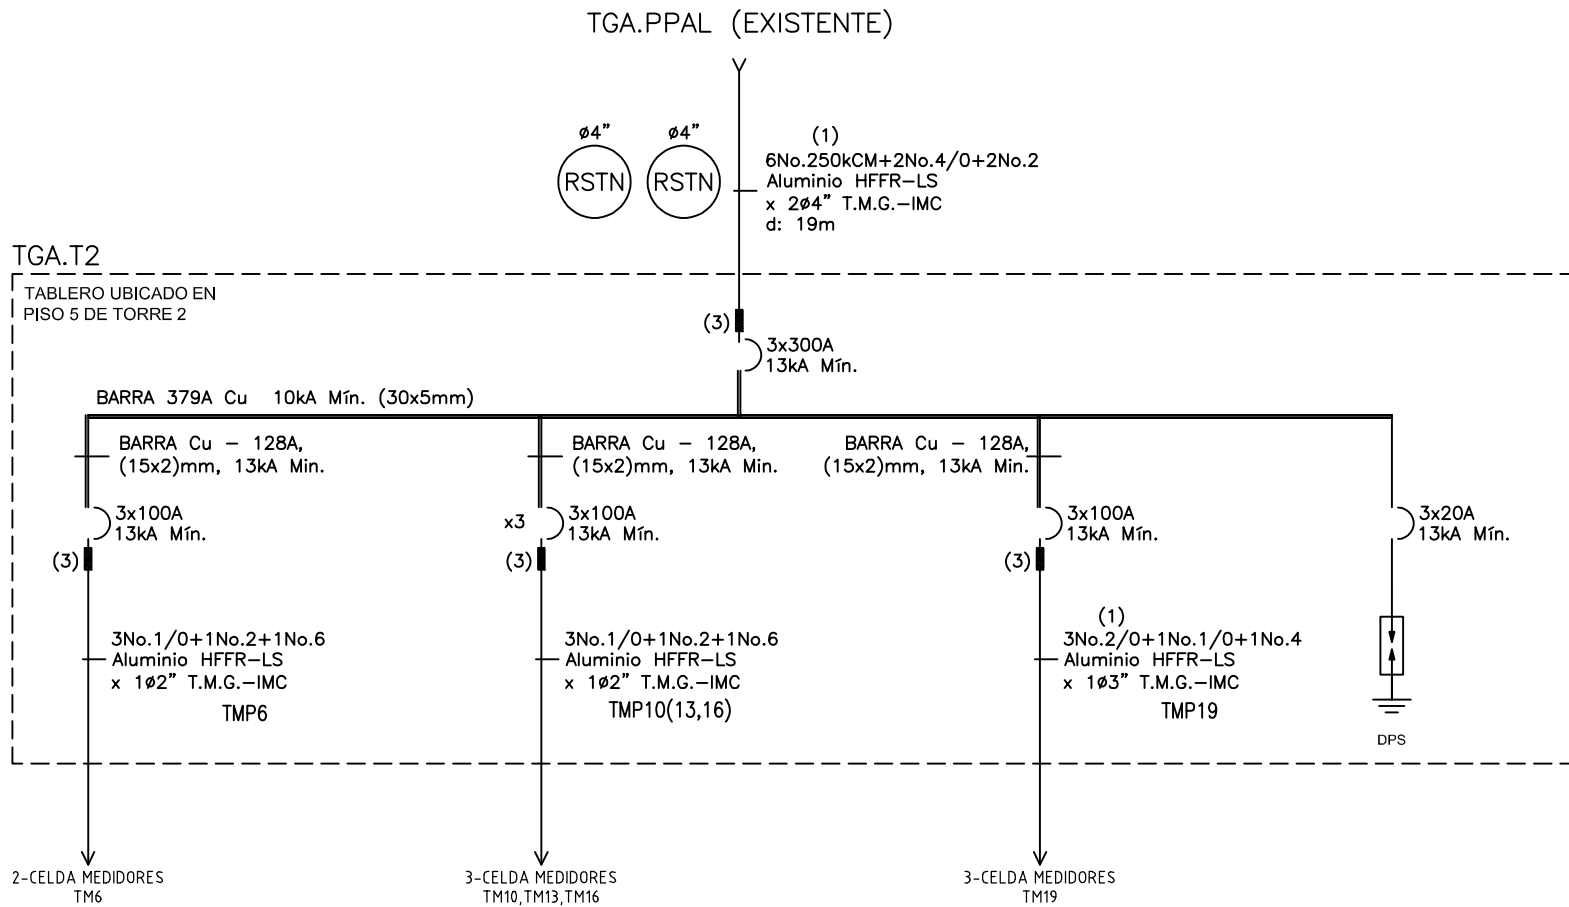 TGA.PPAL (EXISTENTE)
ø4"
ø4"
RSTN
RSTN
(1)
6No.250kCM+2No.4/0+2No.2
Aluminio HFFR-LS
x 2ø4" T.M.G.-IMC
d: 19m
TGA.T2
TABLERO UBICADO EN
PISO 5 DE TORRE 2
(3)
3x300A
13kA Mín.
BARRA 379A Cu 10kA Mín. (30x5mm)
BARRA Cu - 128A,
(15x2)mm, 13kA Min.
BARRA Cu - 128A,
(15x2)mm, 13kA Min.
BARRA Cu - 128A,
(15x2)mm, 13kA Min.
3x100A
13kA Mín.
(3)
x3
3x100A
13kA Mín.
(3)
3x100A
13kA Mín.
(3)
3x20A
13kA Mín.
3No.1/0+1No.2+1No.6
Aluminio HFFR-LS
x 1ø2" T.M.G.-IMC
TMP6
3No.1/0+1No.2+1No.6
Aluminio HFFR-LS
x 1ø2" T.M.G.-IMC
TMP10(13,16)
(1)
3No.2/0+1No.1/0+1No.4
Aluminio HFFR-LS
x 1ø3" T.M.G.-IMC
TMP19
DPS
2-CELDA MEDIDORES
TM6
3-CELDA MEDIDORES
TM10,TM13,TM16
3-CELDA MEDIDORES
TM19